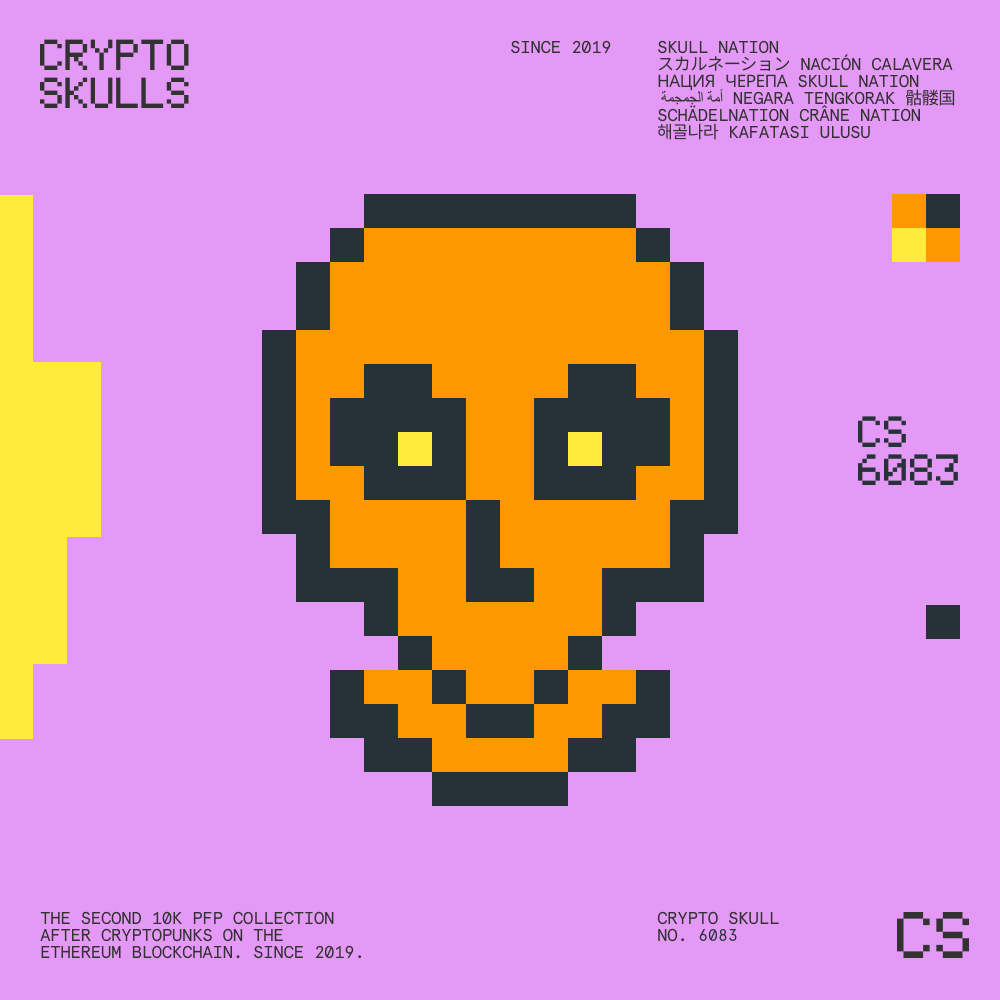 CRYPTO
SKULLS
SINCE 2019
SKULL NATION
スカルネーション NACIÓN CALAVERA
НАЦИЯ ЧЕРЕПА SKULL NATION
أمة الجمجمة NEGARA TENGKORAK 骷髅国
SCHÄDELNATION CRÂNE NATION
해골나라 KAFATASI ULUSU
CS
6083
THE SECOND 10K PFP COLLECTION
AFTER CRYPTOPUNKS ON THE
ETHEREUM BLOCKCHAIN. SINCE 2019.
CRYPTO SKULL
NO. 6083
CS